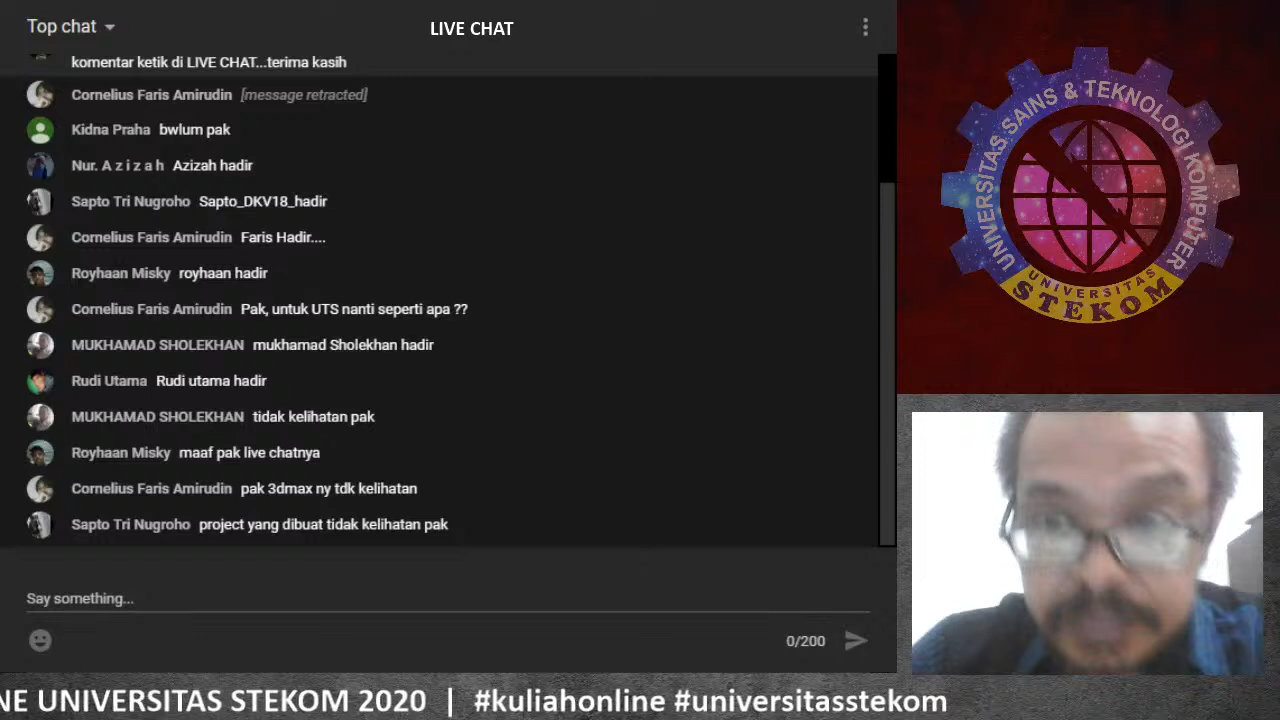 Top chat
LIVE CHAT
komentar ketik di LIVE CHAT...terima kasih
Cornelius Faris Amirudin [message retracted]
Kidna Praha bwlum pak
Nur. A z i z a h Azizah hadir
Sapto Tri Nugroho Sapto_DKV18_hadir
Cornelius Faris Amirudin Faris Hadir....
Royhaan Misky royhaan hadir
Cornelius Faris Amirudin Pak, untuk UTS nanti seperti apa ??
MUKHAMAD SHOLEKHAN mukhamad Sholekhan hadir
Rudi Utama Rudi utama hadir
MUKHAMAD SHOLEKHAN tidak kelihatan pak
Royhaan Misky maaf pak live chatnya
Cornelius Faris Amirudin pak 3dmax ny tdk kelihatan
Sapto Tri Nugroho project yang dibuat tidak kelihatan pak
Say something...
0/200
UNIVERSITAS SAINS & TEKNOLOGI KOMPUTER
UNIVERSITAS
STEKOM
NE UNIVERSITAS STEKOM 2020 | #kuliahonline #universitasstekom